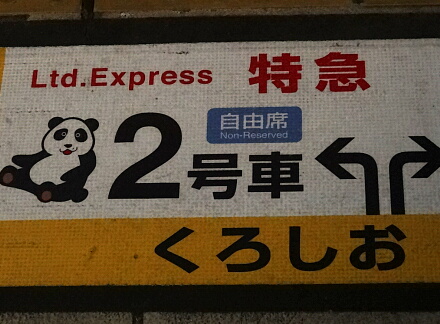 Ltd.Express 特急
自由席
Non-Reserved
2号車
くろしお